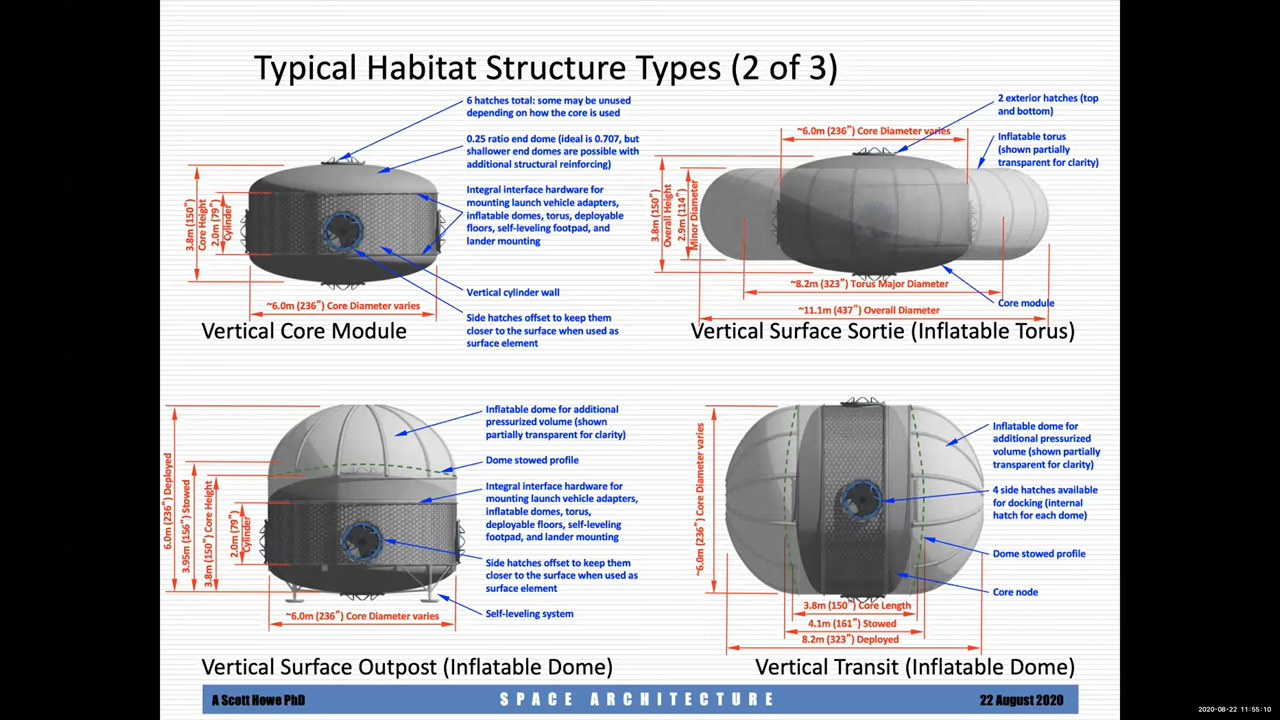 Typical Habitat Structure Types (2 of 3)
6 hatches total: some may be unused
depending on how the core is used
0.25 ratio end dome (ideal is 0.707, but
shallower end domes are possible with
additional structural reinforcing)
Integral interface hardware for
mounting launch vehicle adapters,
inflatable domes, torus, deployable
floors, self-leveling footpad, and
lander mounting
Vertical cylinder wall
Side hatches offset to keep them
closer to the surface when used as
surface element
3.8m (150”)
Core Height
2.0m (79”)
Cylinder
~6.0m (236”) Core Diameter varies
Vertical Core Module
2 exterior hatches (top
and bottom)
Inflatable torus
(shown partially
transparent for clarity)
~6.0m (236”) Core Diameter varies
3.8m (150”)
Overall Height
2.9m (114”)
Minor Diameter
~8.2m (323”) Torus Major Diameter
Core module
~11.1m (437”) Overall Diameter
Vertical Surface Sortie (Inflatable Torus)
Inflatable dome for additional
pressurized volume (shown
partially transparent for clarity)
Dome stowed profile
Integral interface hardware for
mounting launch vehicle adapters,
inflatable domes, torus,
deployable floors, self-leveling
footpad, and lander mounting
Side hatches offset to keep them
closer to the surface when used as
surface element
Self-leveling system
6.0m (236”) Deployed
3.95m (156”) Stowed
3.8m (150”) Core Height
2.0m (79”)
Cylinder
~6.0m (236”) Core Diameter varies
Vertical Surface Outpost (Inflatable Dome)
Inflatable dome for
additional pressurized
volume (shown partially
transparent for clarity)
4 side hatches available
for docking (internal
hatch for each dome)
Dome stowed profile
Core node
~6.0m (236”) Core Diameter varies
3.8m (150”) Core Length
4.1m (161”) Stowed
8.2m (323”) Deployed
Vertical Transit (Inflatable Dome)
A Scott Howe PhD
SPACE ARCHITECTURE
22 August 2020
2020-08-22 11:55:10